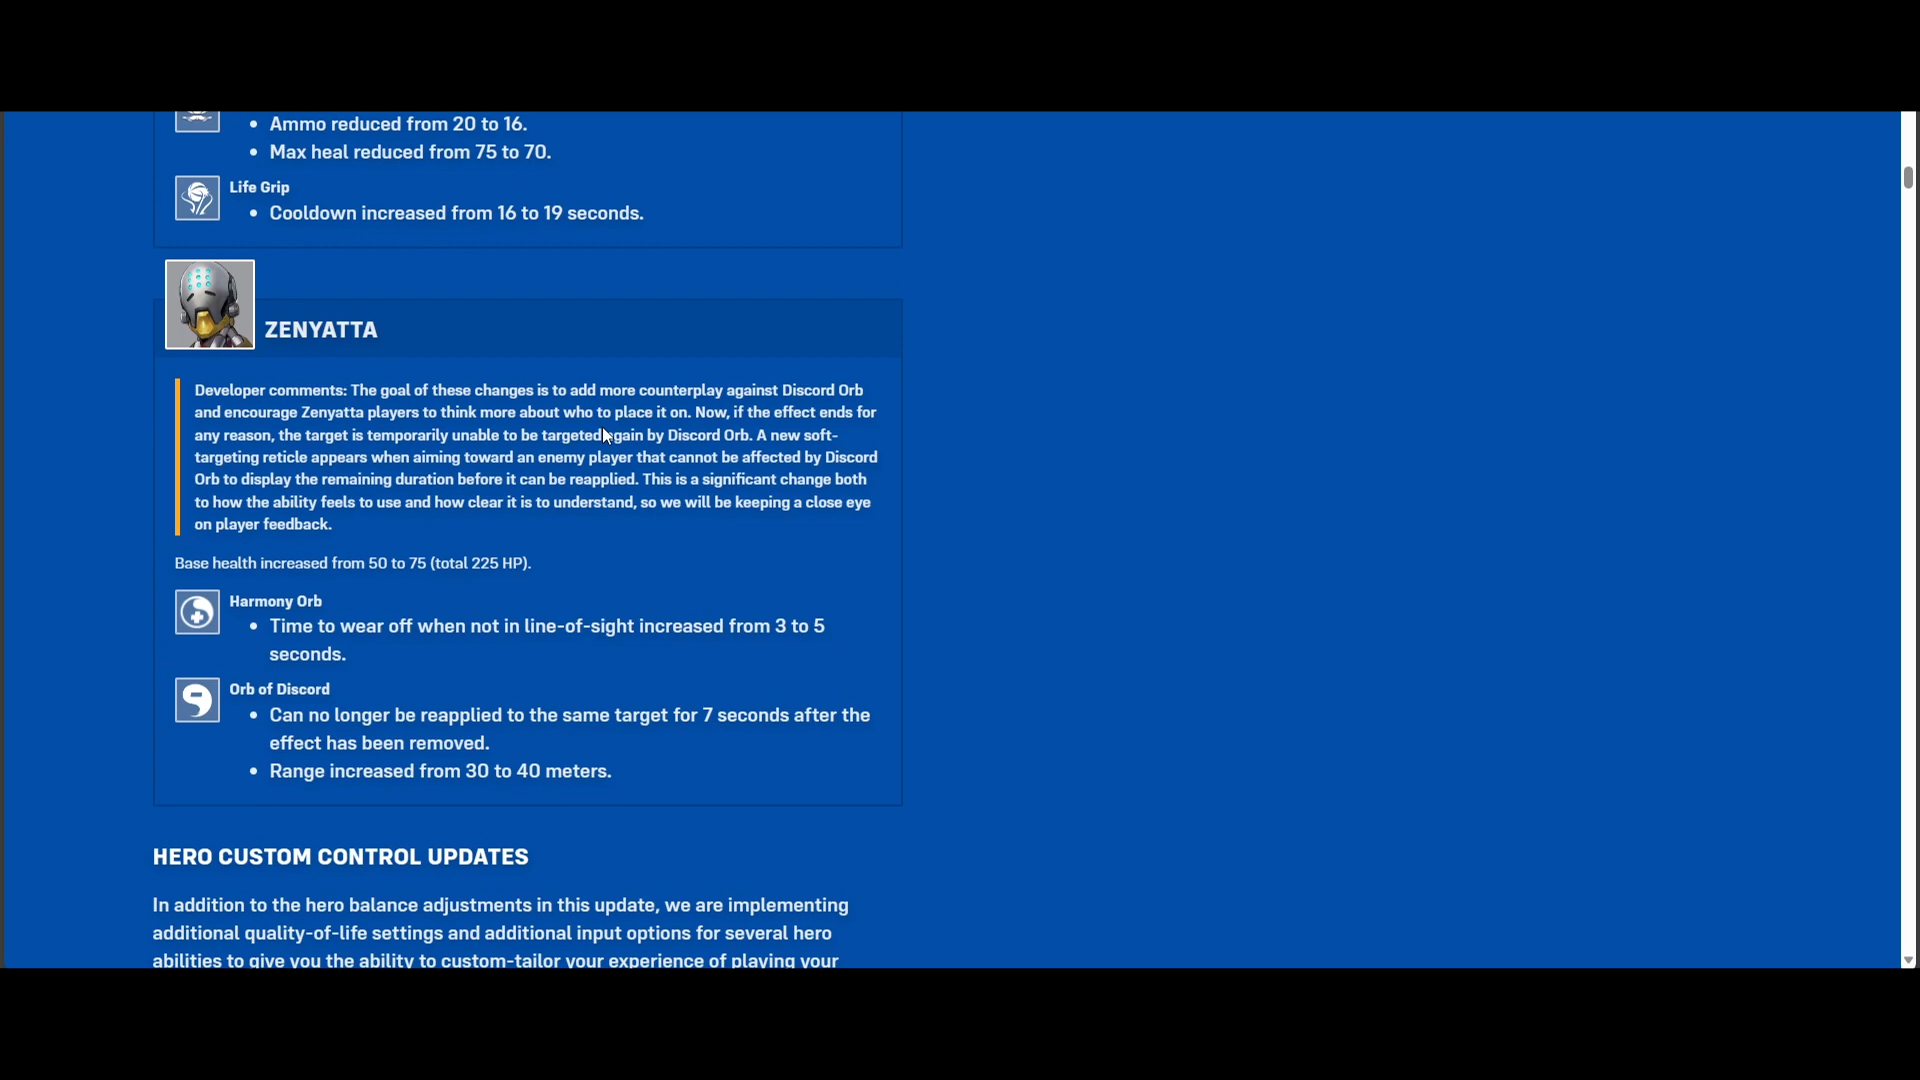 Ammo reduced from 20 to 16.
Max heal reduced from 75 to 70.
Life Grip
Cooldown increased from 16 to 19 seconds.
ZENYATTA
Developer comments: The goal of these changes is to add more counterplay against Discord Orb
and encourage Zenyatta players to think more about who to place it on. Now, if the effect ends for
any reason, the target is temporarily unable to be targeted again by Discord Orb. A new soft-
targeting reticle appears when aiming toward an enemy player that cannot be affected by Discord
Orb to display the remaining duration before it can be reapplied. This is a significant change both
to how the ability feels to use and how clear it is to understand, so we will be keeping a close eye
on player feedback.
Base health increased from 50 to 75 (total 225 HP).
Harmony Orb
Time to wear off when not in line-of-sight increased from 3 to 5
seconds.
Orb of Discord
Can no longer be reapplied to the same target for 7 seconds after the
effect has been removed.
Range increased from 30 to 40 meters.
HERO CUSTOM CONTROL UPDATES
In addition to the hero balance adjustments in this update, we are implementing
additional quality-of-life settings and additional input options for several hero
abilities to give you the ability to custom-tailor your experience of playing your